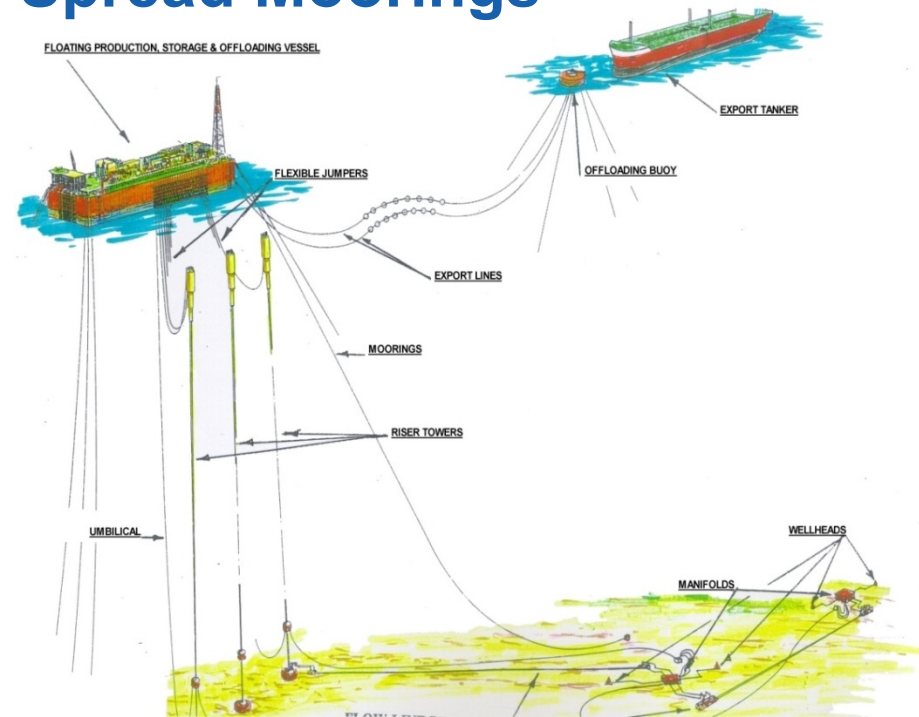 Spread Moorings
FLOATING PRODUCTION, STORAGE & OFFLOADING VESSEL
EXPORT TANKER
FLEXIBLE JUMPERS
OFFLOADING BUOY
EXPORT LINES
MOORINGS
RISER TOWERS
UMBILICAL
WELLHEADS
MANIFOLDS